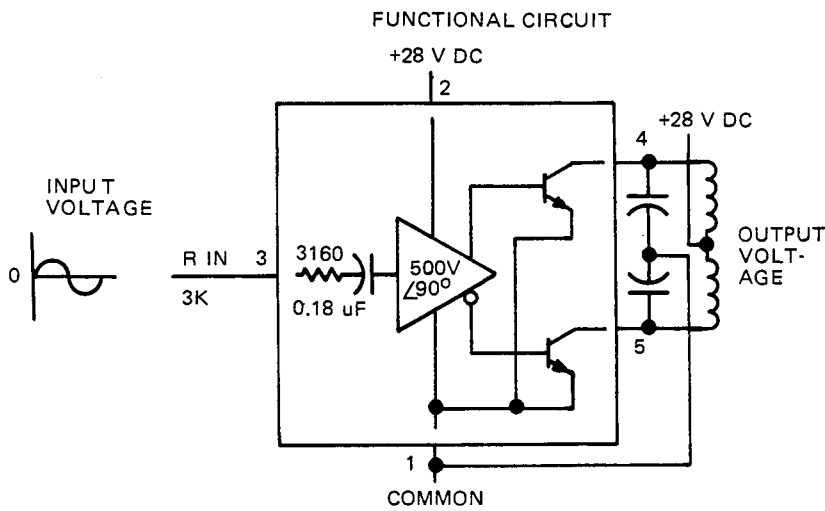 FUNCTIONAL CIRCUIT
+28 V DC
2
+28 V DC
4
INPUT
VOLTAGE
0
R IN
3
3K
3160
0.18 uF
500V
∠90°
OUTPUT
VOLT-
AGE
5
1
COMMON